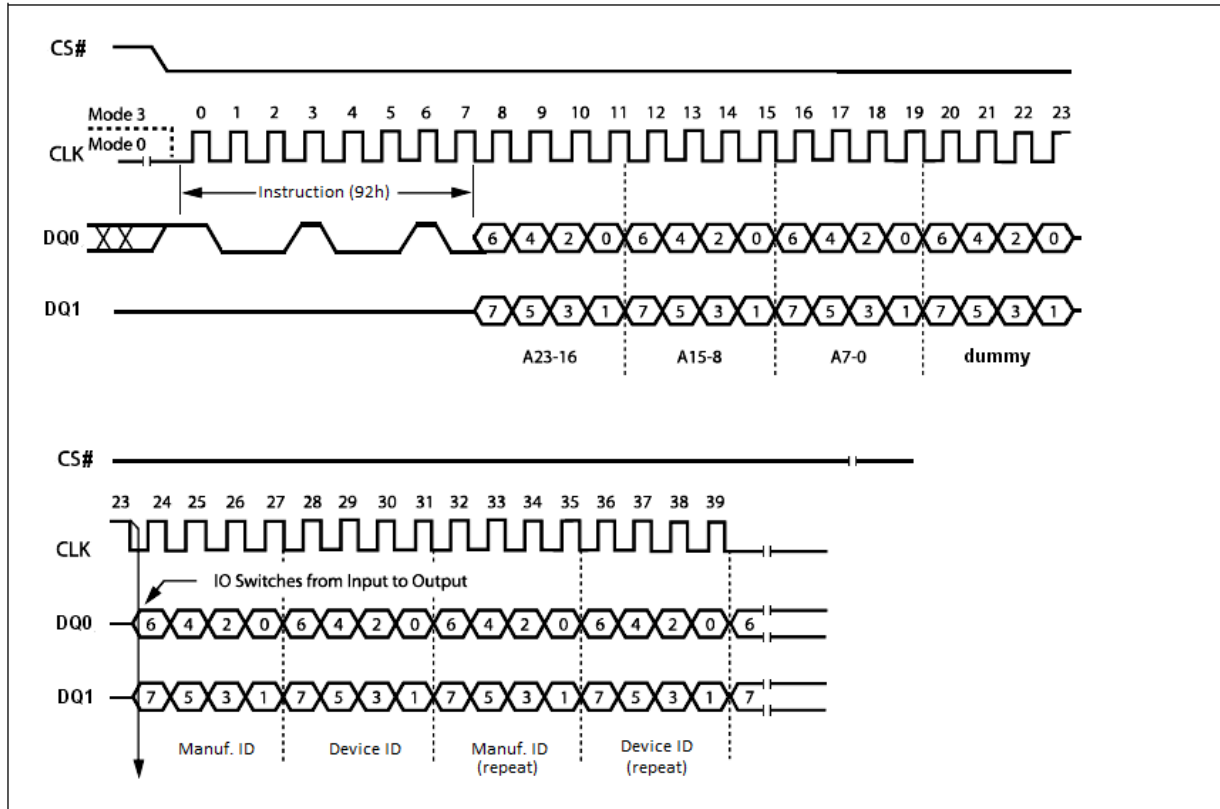 CS#
Mode 3
0 1 2 3 4 5 6 7 8 9 10 11 12 13 14 15 16 17 18 19 20 21 22 23
Mode 0
CLK
Instruction (92h)
DQ0 6 4 2 0 6 4 2 0 6 4 2 0 6 4 2 0
DQ1 7 5 3 1 7 5 3 1 7 5 3 1 7 5 3 1
A23-16 A15-8 A7-0 dummy
CS#
23 24 25 26 27 28 29 30 31 32 33 34 35 36 37 38 39
CLK
IO Switches from Input to Output
DQ0 6 4 2 0 6 4 2 0 6 4 2 0 6 4 2 0 6
DQ1 7 5 3 1 7 5 3 1 7 5 3 1 7 5 3 1 7
Manuf. ID Device ID Manuf. ID Device ID
(repeat) (repeat)